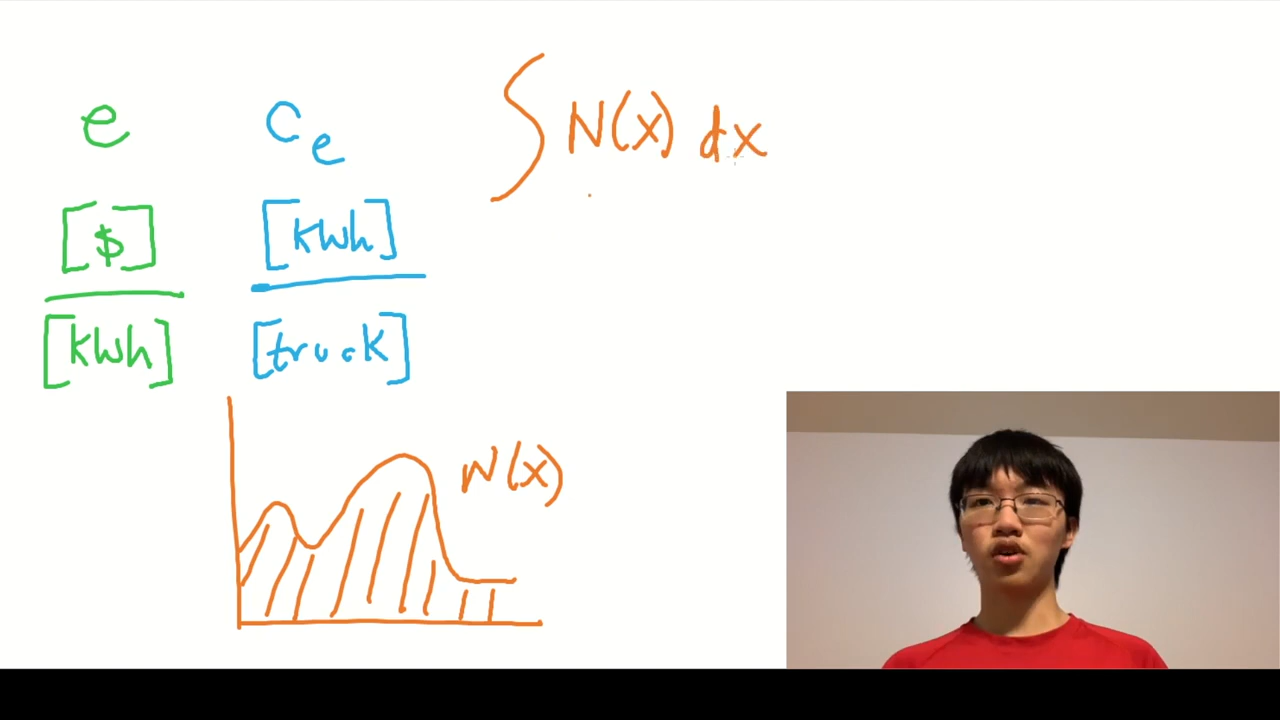 e c_e ∫ N(x) dx
[$] [kWh]
[kWh] [truck]
N(x)